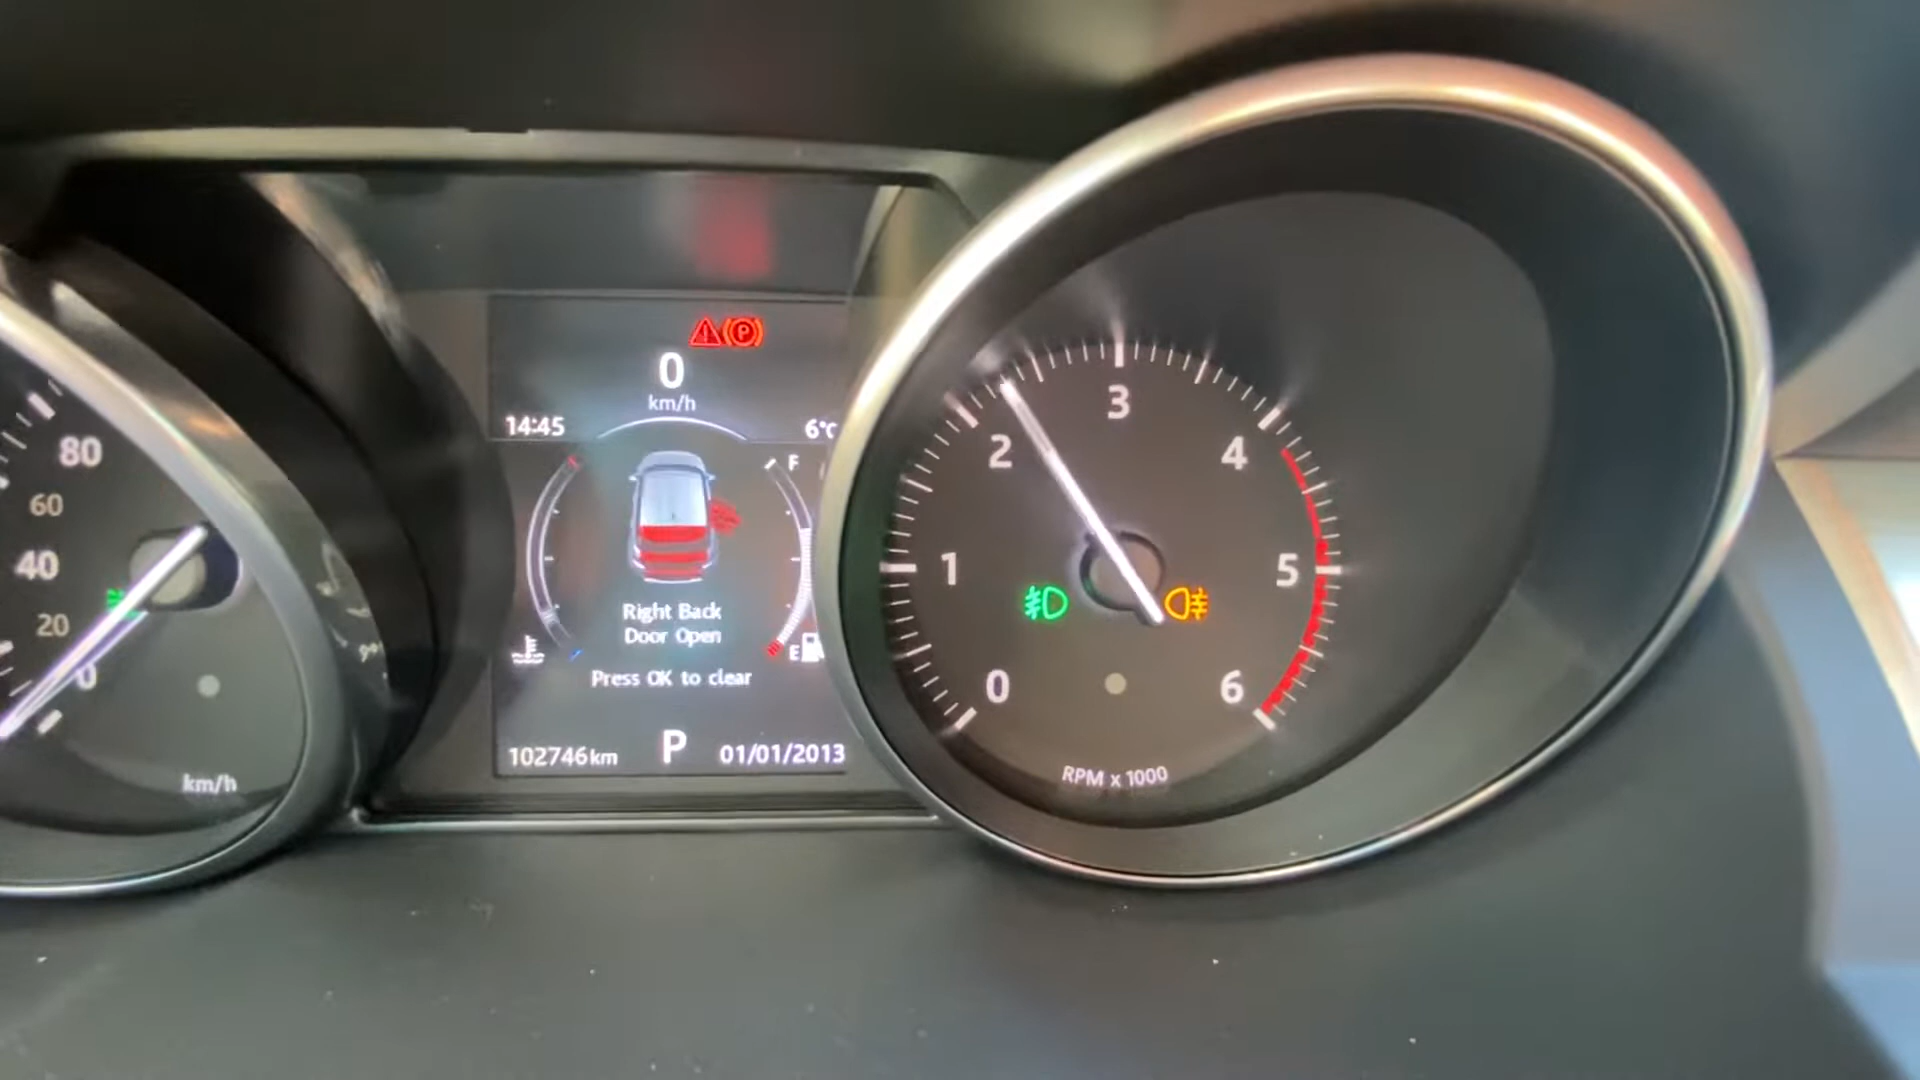 0
km/h
14:45
6°C
F
Right Back
Door Open
E
Press OK to clear
102746km
P
01/01/2013
80
60
40
20
0
km/h
0
1
2
3
4
5
6
RPM x 1000
P